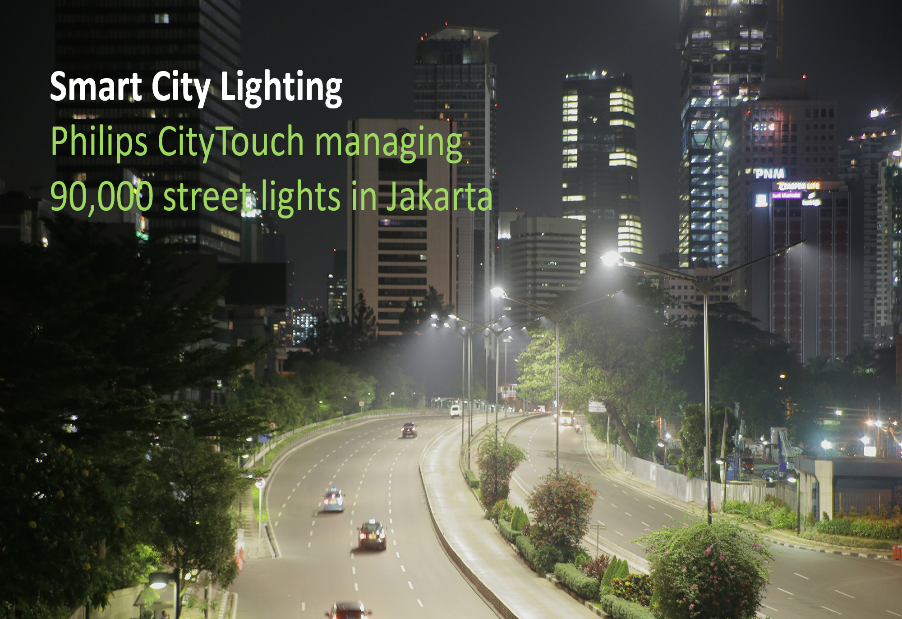 Smart City Lighting
Philips CityTouch managing
90,000 street lights in Jakarta
PNM